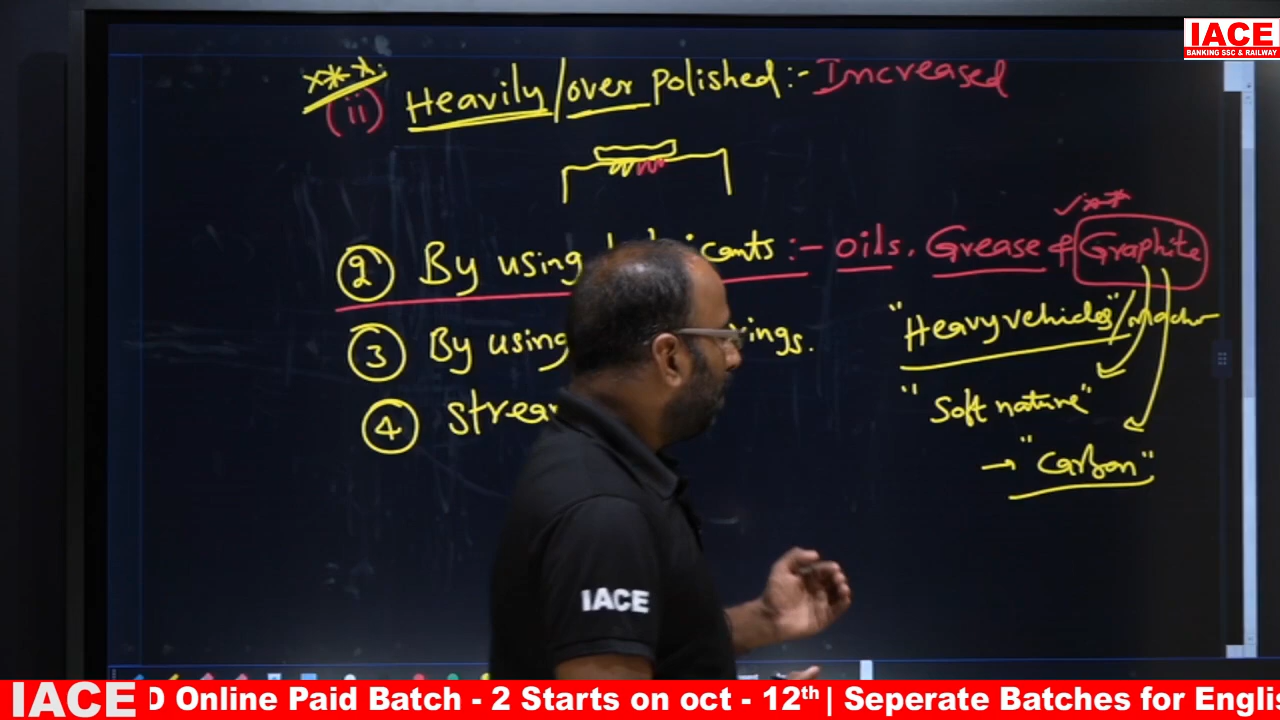 IACE
BANKING SSC & RAILWAY
(ii) Heavily/over Polished:- Increased
② By using :- oils, Grease & Graphite
"Heavy vehicles"/
③ By using
"Soft nature"
④
→ "Carbon"
IACE
IACE D Online Paid Batch - 2 Starts on oct - 12th | Seperate Batches for Englis